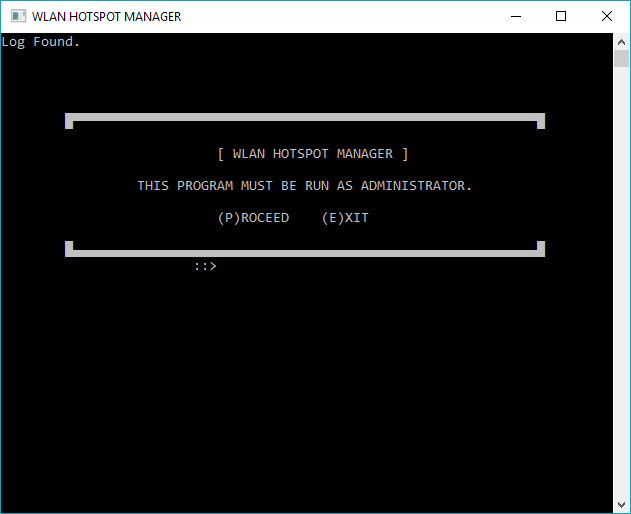 WLAN HOTSPOT MANAGER
Log Found.
[ WLAN HOTSPOT MANAGER ]
THIS PROGRAM MUST BE RUN AS ADMINISTRATOR.
(P)ROCEED    (E)XIT
::>